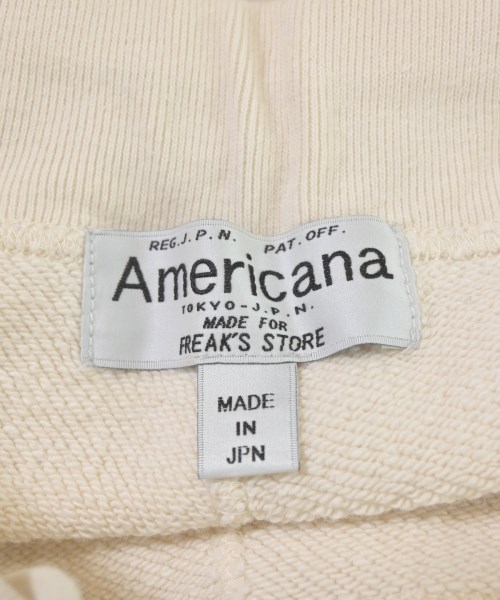 REG.J.P.N. PAT.OFF.
Americana
TOKYO-J.P.N.
MADE FOR
FREAK'S STORE
MADE
IN
JPN